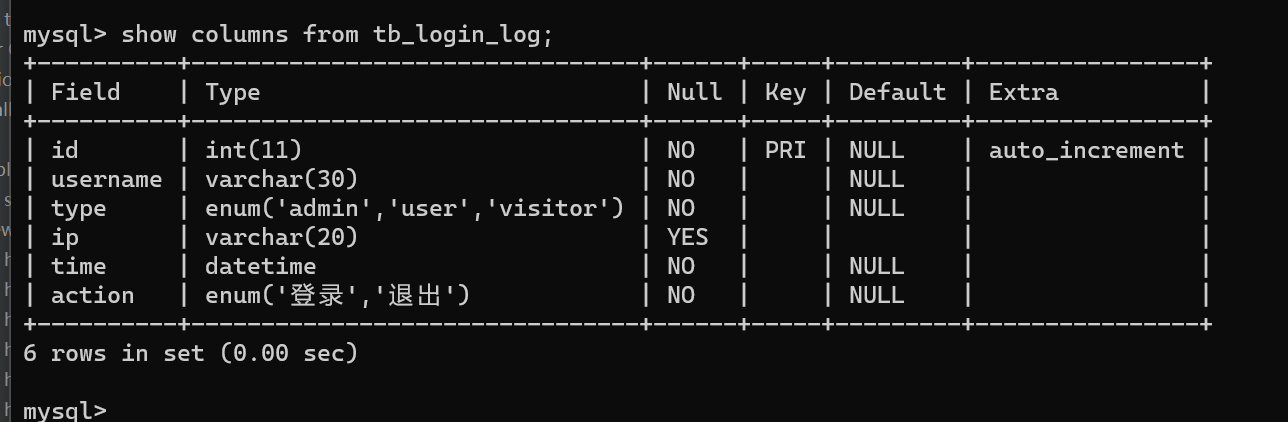 mysql> show columns from tb_login_log;
+----------+--------------------------------+------+-----+---------+----------------+
| Field    | Type                           | Null | Key | Default | Extra          |
+----------+--------------------------------+------+-----+---------+----------------+
| id       | int(11)                        | NO   | PRI | NULL    | auto_increment |
| username | varchar(30)                    | NO   |     | NULL    |                |
| type     | enum('admin','user','visitor') | NO   |     | NULL    |                |
| ip       | varchar(20)                    | YES  |     |         |                |
| time     | datetime                       | NO   |     | NULL    |                |
| action   | enum('登录','退出')            | NO   |     | NULL    |                |
+----------+--------------------------------+------+-----+---------+----------------+
6 rows in set (0.00 sec)
mysql>